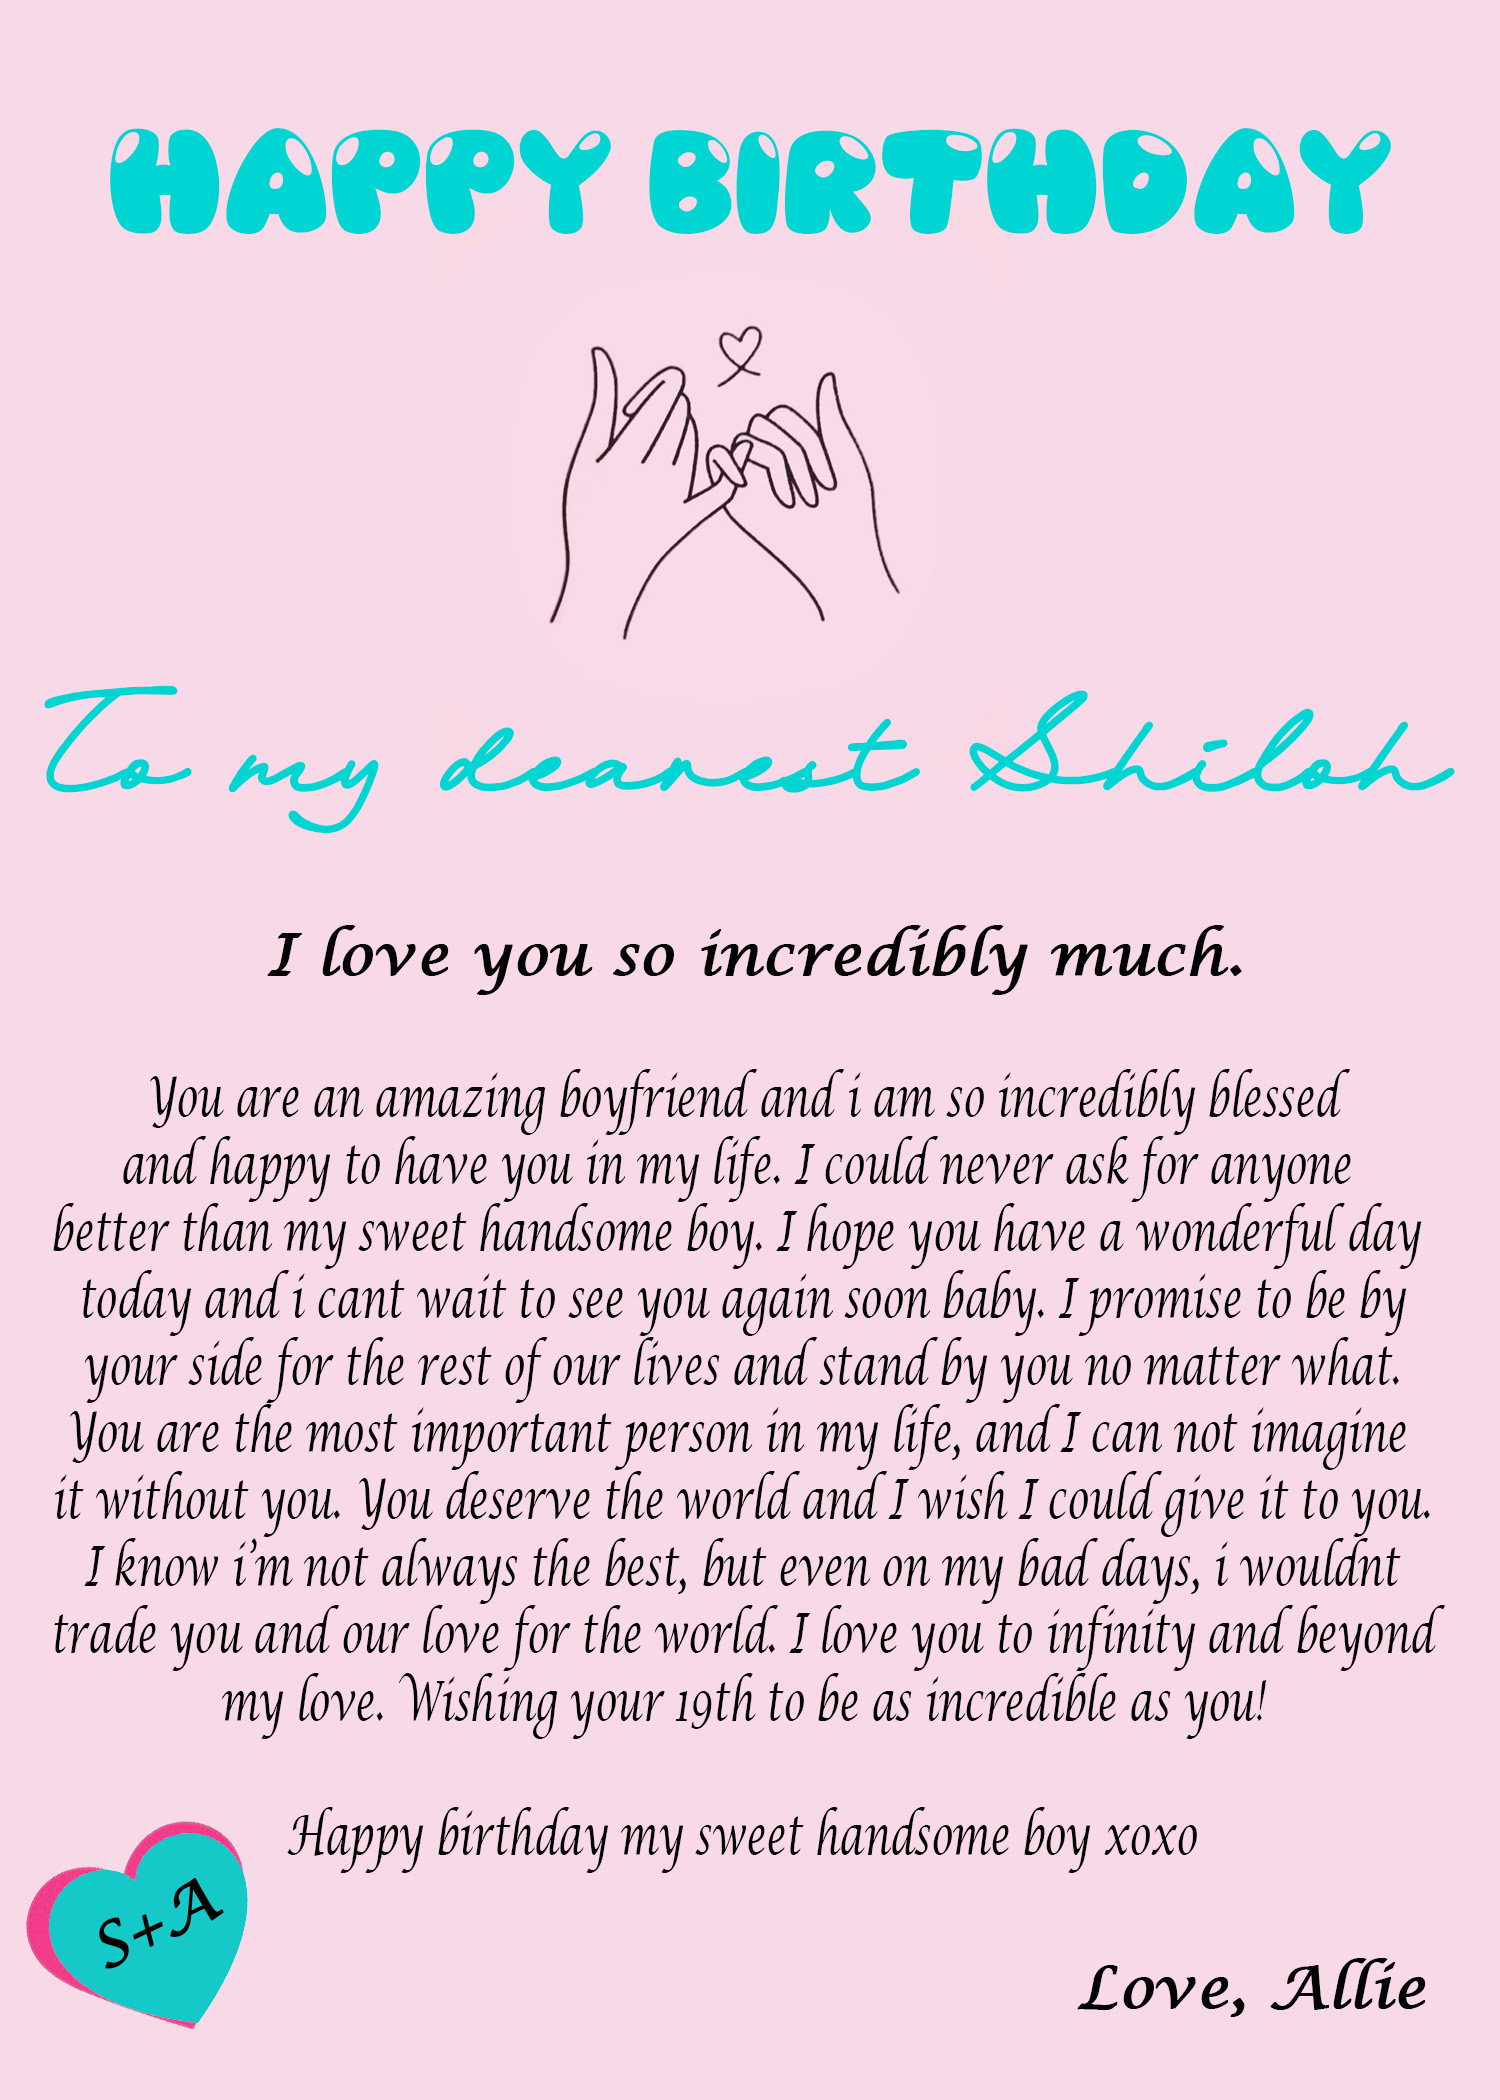 HAPPY BIRTHDAY
To my dearest Shiloh
I love you so incredibly much.
You are an amazing boyfriend and i am so incredibly blessed
and happy to have you in my life. I could never ask for anyone
better than my sweet handsome boy. I hope you have a wonderful day
today and i cant wait to see you again soon baby. I promise to be by
your side for the rest of our lives and stand by you no matter what.
You are the most important person in my life, and I can not imagine
it without you. You deserve the world and I wish I could give it to you.
I know i'm not always the best, but even on my bad days, i wouldnt
trade you and our love for the world. I love you to infinity and beyond
my love. Wishing your 19th to be as incredible as you!
Happy birthday my sweet handsome boy xoxo
S+A
Love, Allie